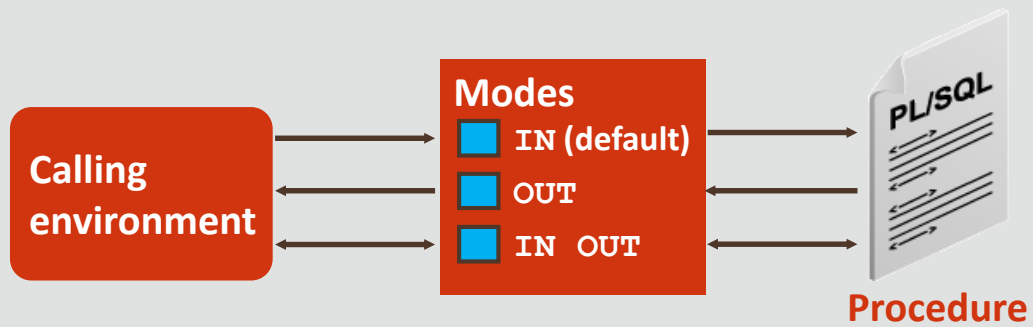 Modes
IN (default)
OUT
IN OUT
Calling
environment
PL/SQL
Procedure